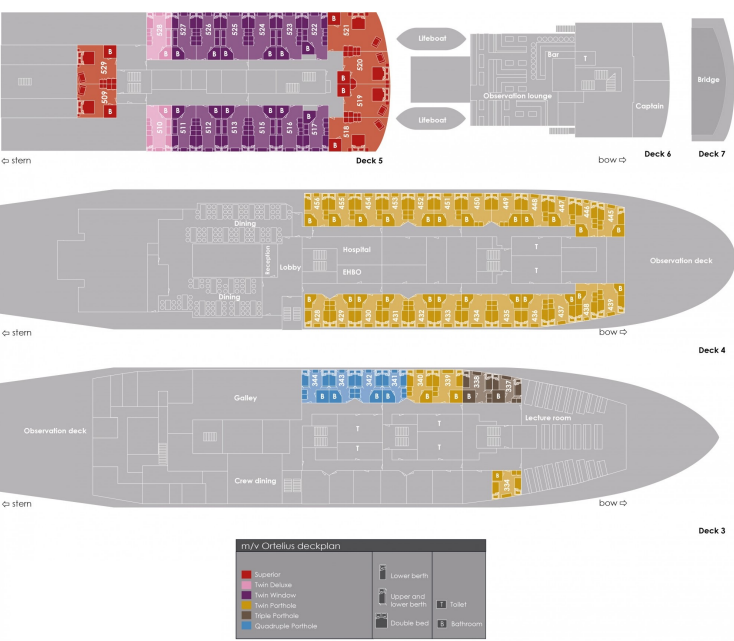 528 527 526 525 524 523 522 521
B B B B B B B B
529 B B 520
509 B B 519
B B B B B B B B
510 511 512 513 515 516 517 518
⇦ stern
Deck 5
Lifeboat
Bar T
Observation lounge
Captain
Lifeboat
bow ⇨
Deck 6
Bridge
Deck 7
456 455 454 453 452 451 450 449 448 447 446 445
B B B B B B B B B B B B
Dining
Hospital
Reception
Lobby
EHBO
T
T
Observation deck
Dining
B B B B B B B B B B B B
428 429 430 431 432 433 434 435 436 437 438 439
⇦ stern
bow ⇨
Deck 4
344 343 342 341 340 339 338 337
B B B B B B B B
Galley
Lecture room
Observation deck
T T
T T
Crew dining
B
334
⇦ stern
bow ⇨
Deck 3
m/v Ortelius deckplan
Superior
Twin Deluxe
Twin Window
Twin Porthole
Triple Porthole
Quadruple Porthole
Lower berth
Upper and
lower berth
Double bed
T Toilet
B Bathroom